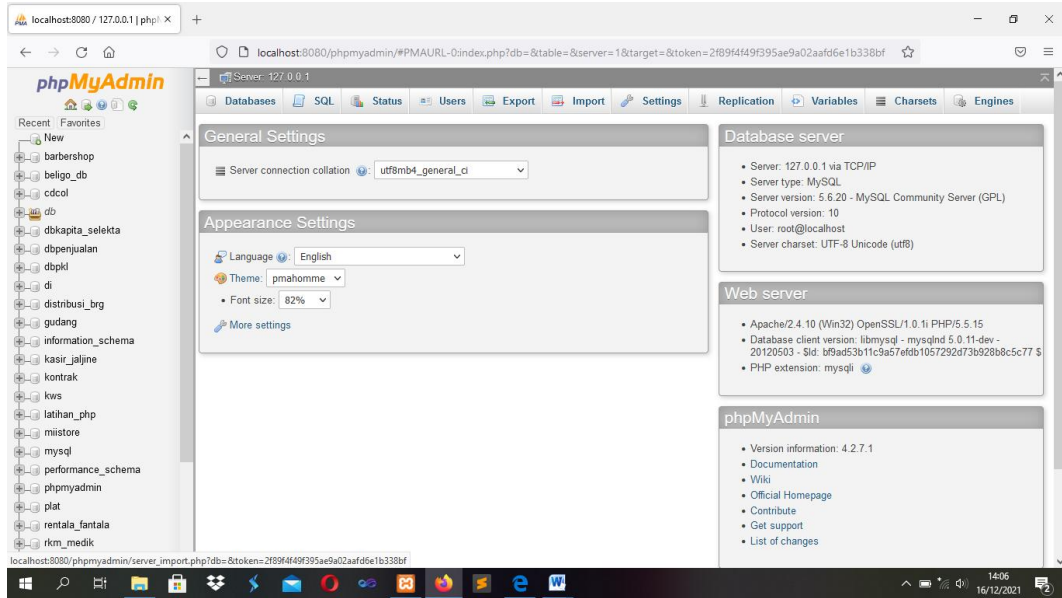 localhost:8080 / 127.0.0.1 | phpM
localhost:8080/phpmyadmin/#PMAURL-0:index.php?db=&table=&server=1&target=&token=2f89f4f49f395ae9a02aafd6e1b338bf
phpMyAdmin
Recent Favorites
New
barbershop
beligo_db
cdcol
db
dbkapita_selekta
dbpenjualan
dbpkl
di
distribusi_brg
gudang
information_schema
kasir_jaljine
kontrak
kws
latihan_php
miistore
mysql
performance_schema
phpmyadmin
plat
rentala_fantala
rkm_medik
Server: 127.0.0.1
Databases SQL Status Users Export Import Settings Replication Variables Charsets Engines
General Settings
Server connection collation : utf8mb4_general_ci
Appearance Settings
Language : English
Theme: pmahomme
• Font size: 82%
More settings
Database server
• Server: 127.0.0.1 via TCP/IP
• Server type: MySQL
• Server version: 5.6.20 - MySQL Community Server (GPL)
• Protocol version: 10
• User: root@localhost
• Server charset: UTF-8 Unicode (utf8)
Web server
• Apache/2.4.10 (Win32) OpenSSL/1.0.1i PHP/5.5.15
• Database client version: libmysql - mysqlnd 5.0.11-dev -
20120503 - $Id: bf9ad53b11c9a57efdb1057292d73b928b8c5c77 $
• PHP extension: mysqli
phpMyAdmin
• Version information: 4.2.7.1
• Documentation
• Wiki
• Official Homepage
• Contribute
• Get support
• List of changes
localhost:8080/phpmyadmin/server_import.php?db=&token=2f89f4f49f395ae9a02aafd6e1b338bf
14:06
16/12/2021